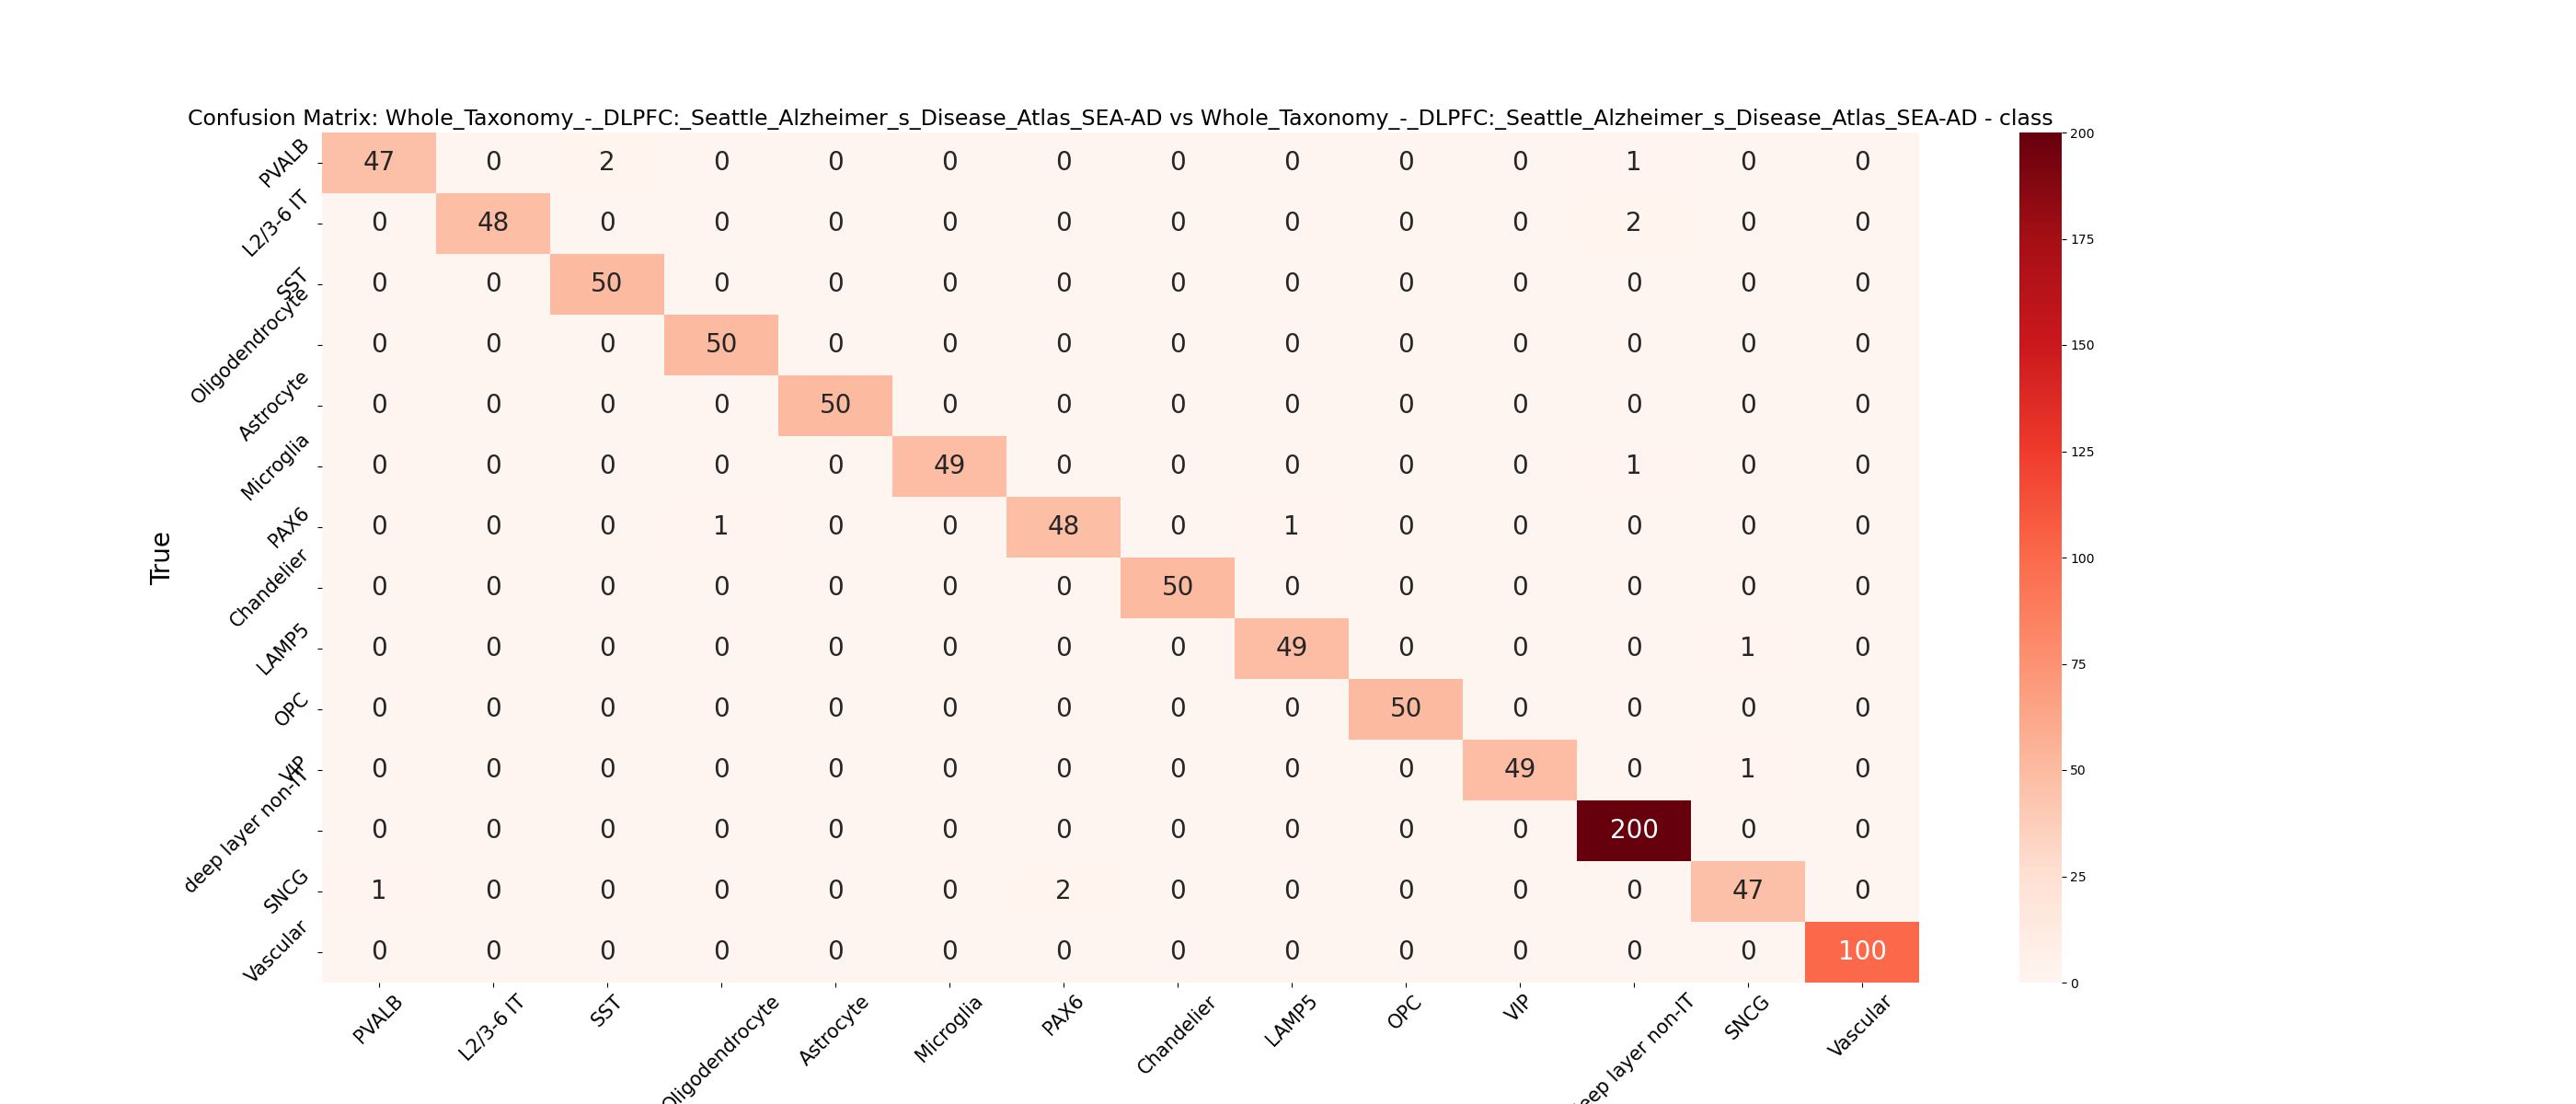 Confusion Matrix: Whole_Taxonomy_-_DLPFC:_Seattle_Alzheimer_s_Disease_Atlas_SEA-AD vs Whole_Taxonomy_-_DLPFC:_Seattle_Alzheimer_s_Disease_Atlas_SEA-AD - class
PVALB 47 0 2 0 0 0 0 0 0 0 0 1 0 0
L2/3-6 IT 0 48 0 0 0 0 0 0 0 0 0 2 0 0
SST 0 0 50 0 0 0 0 0 0 0 0 0 0 0
Oligodendrocyte 0 0 0 50 0 0 0 0 0 0 0 0 0 0
Astrocyte 0 0 0 0 50 0 0 0 0 0 0 0 0 0
Microglia 0 0 0 0 0 49 0 0 0 0 0 1 0 0
PAX6 0 0 0 1 0 0 48 0 1 0 0 0 0 0
Chandelier 0 0 0 0 0 0 0 50 0 0 0 0 0 0
LAMP5 0 0 0 0 0 0 0 0 49 0 0 0 1 0
OPC 0 0 0 0 0 0 0 0 0 50 0 0 0 0
VIP 0 0 0 0 0 0 0 0 0 0 49 0 1 0
deep layer non-IT 0 0 0 0 0 0 0 0 0 0 0 200 0 0
SNCG 1 0 0 0 0 0 2 0 0 0 0 0 47 0
Vascular 0 0 0 0 0 0 0 0 0 0 0 0 0 100
True
PVALB L2/3-6 IT SST Oligodendrocyte Astrocyte Microglia PAX6 Chandelier LAMP5 OPC VIP eep layer non-IT SNCG Vascular
200
175
150
125
100
75
50
25
0